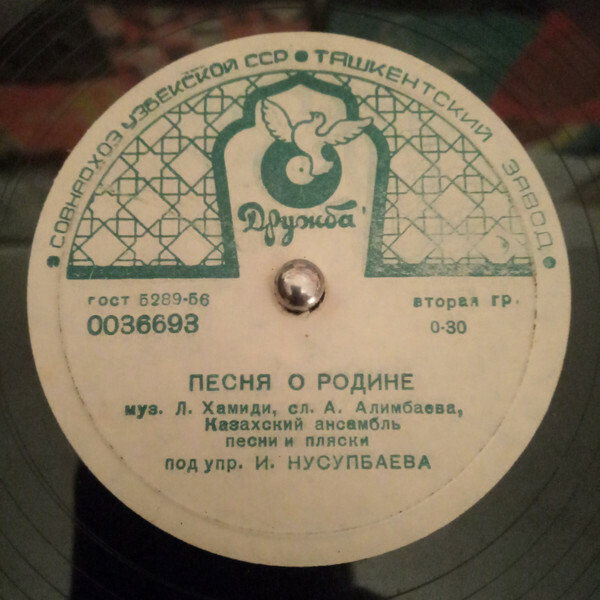 СОВНАРХОЗ УЗБЕКСКОЙ ССР • ТАШКЕНТСКИЙ ЗАВОД •
Дружба
гост 5289-56
вторая гр.
0036693
0-30
ПЕСНЯ О РОДИНЕ
муз. Л. Хамиди, сл. А. Алимбаева,
Казахский ансамбль
песни и пляски
под упр. И. НУСУПБАЕВА